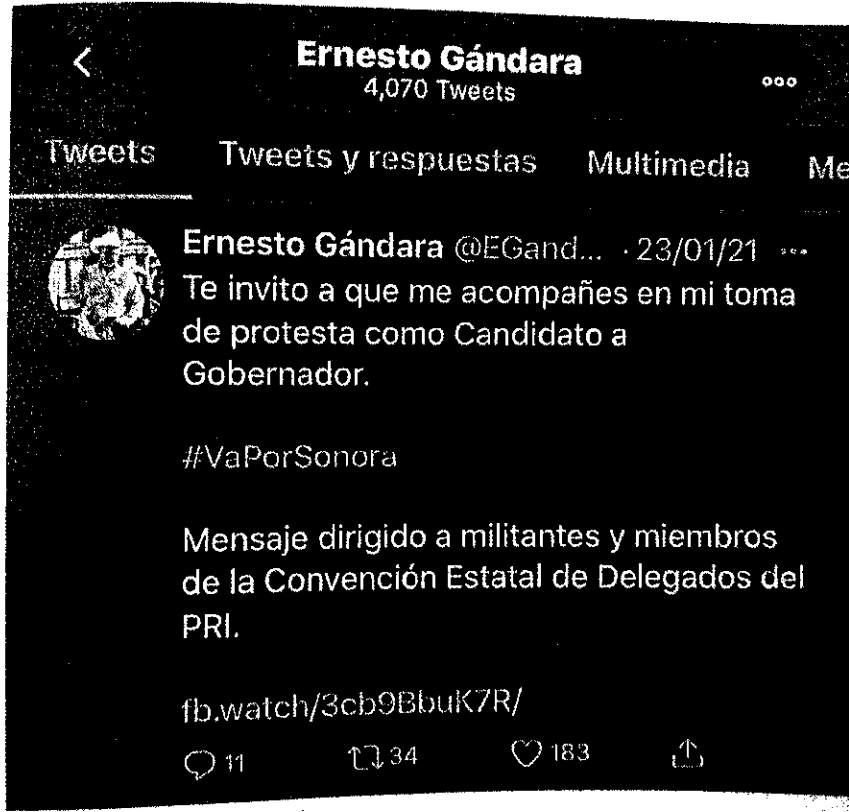 Ernesto Gándara
4,070 Tweets
Tweets
Tweets y respuestas
Multimedia
Me
Ernesto Gándara @EGand... · 23/01/21
Te invito a que me acompañes en mi toma
de protesta como Candidato a
Gobernador.
#VaPorSonora
Mensaje dirigido a militantes y miembros
de la Convención Estatal de Delegados del
PRI.
fb.watch/3cb9BbuK7R/
11
34
183